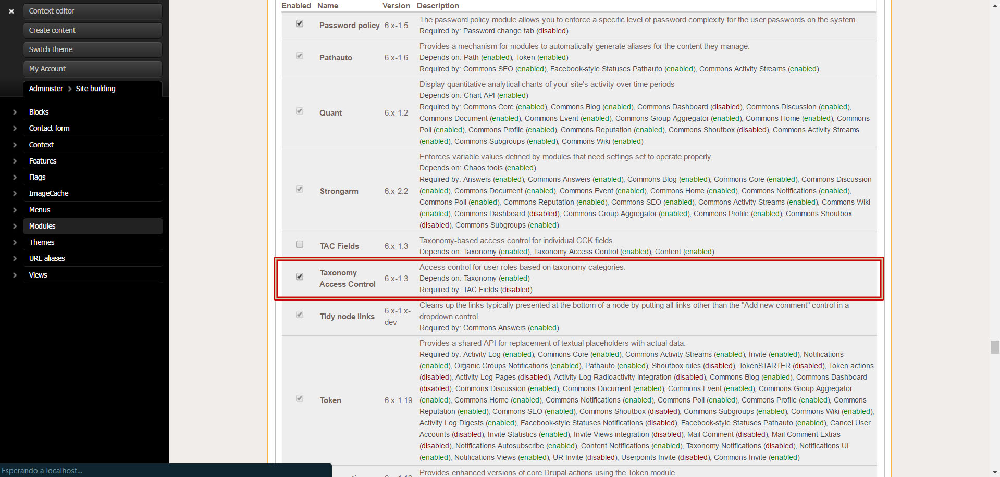 Context editor
Create content
Switch theme
My Account
Administer Site building
Blocks
Contact form
Context
Features
Flags
ImageCache
Menus
Modules
Themes
URL aliases
Views
Enabled Name Version Description
Password policy 6.x-1.5
The password policy module allows you to enforce a specific level of password complexity for the user passwords on the system.
Required by: Password change tab (disabled)
Pathauto 6.x-1.6
Provides a mechanism for modules to automatically generate aliases for the content they manage.
Depends on: Path (enabled), Token (enabled)
Required by: Commons SEO (enabled), Facebook-style Statuses Pathauto (enabled), Commons Activity Streams (enabled)
Quant 6.x-1.2
Display quantitative analytical charts of your site's activity over time periods
Depends on: Chart API (enabled)
Required by: Commons Core (enabled), Commons Blog (enabled), Commons Dashboard (disabled), Commons Discussion (enabled),
Commons Document (enabled), Commons Event (enabled), Commons Group Aggregator (enabled), Commons Home (enabled), Commons
Poll (enabled), Commons Profile (enabled), Commons Reputation (enabled), Commons Shoutbox (disabled), Commons Activity Streams
(enabled), Commons Subgroups (enabled), Commons Wiki (enabled)
Strongarm 6.x-2.2
Enforces variable values defined by modules that need settings set to operate properly.
Depends on: Chaos tools (enabled)
Required by: Answers (enabled), Commons Answers (enabled), Commons Blog (enabled), Commons Core (enabled), Commons Discussion
(enabled), Commons Document (enabled), Commons Event (enabled), Commons Home (enabled), Commons Notifications (enabled),
Commons Poll (enabled), Commons Reputation (enabled), Commons SEO (enabled), Commons Activity Streams (enabled), Commons Wiki
(enabled), Commons Dashboard (disabled), Commons Group Aggregator (enabled), Commons Profile (enabled), Commons Shoutbox
(disabled), Commons Subgroups (enabled)
TAC Fields 6.x-1.3
Taxonomy-based access control for individual CCK fields.
Depends on: Taxonomy (enabled), Taxonomy Access Control (enabled), Content (enabled)
Taxonomy
Access Control 6.x-1.3
Access control for user roles based on taxonomy categories.
Depends on: Taxonomy (enabled)
Required by: TAC Fields (disabled)
Tidy node links 6.x-1.x-
dev
Cleans up the links typically presented at the bottom of a node by putting all links other than the "Add new comment" control in a
dropdown control.
Required by: Commons Answers (enabled)
Token 6.x-1.19
Provides a shared API for replacement of textual placeholders with actual data.
Required by: Activity Log (enabled), Commons Core (enabled), Commons Activity Streams (enabled), Invite (enabled), Notifications
(enabled), Organic Groups Notifications (enabled), Pathauto (enabled), Shoutbox rules (disabled), TokenSTARTER (disabled), Token actions
(disabled), Activity Log Pages (disabled), Activity Log Radioactivity integration (disabled), Commons Blog (enabled), Commons Dashboard
(disabled), Commons Discussion (enabled), Commons Document (enabled), Commons Event (enabled), Commons Group Aggregator
(enabled), Commons Home (enabled), Commons Notifications (enabled), Commons Poll (enabled), Commons Profile (enabled), Commons
Reputation (enabled), Commons SEO (enabled), Commons Shoutbox (disabled), Commons Subgroups (enabled), Commons Wiki (enabled),
Activity Log Digests (enabled), Facebook-style Statuses Notifications (disabled), Facebook-style Statuses Pathauto (enabled), Cancel User
Accounts (disabled), Invite Statistics (enabled), Invite Views integration (disabled), Mail Comment (disabled), Mail Comment Extras
(disabled), Notifications Autosubscribe (enabled), Content Notifications (enabled), Taxonomy Notifications (disabled), Notifications UI
(enabled), Notifications Views (enabled), UR-Invite (disabled), Userpoints Invite (disabled), Commons Invite (enabled)
Provides enhanced versions of core Drupal actions using the Token module.
Esperando a localhost...